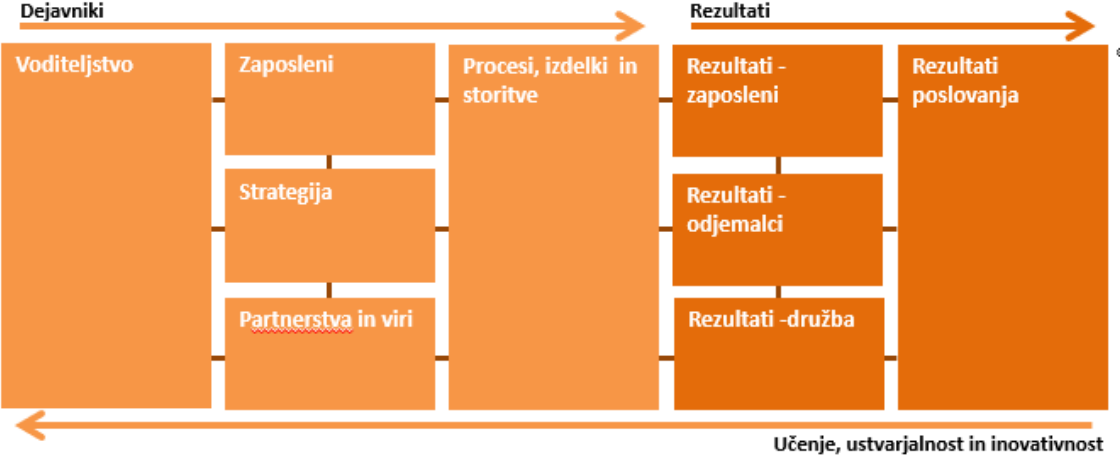 Dejavniki
Rezultati
Voditeljstvo
Zaposleni
Procesi, izdelki in
storitve
Rezultati -
zaposleni
Rezultati
poslovanja
Strategija
Rezultati -
odjemalci
Partnerstva in viri
Rezultati -družba
Učenje, ustvarjalnost in inovativnost